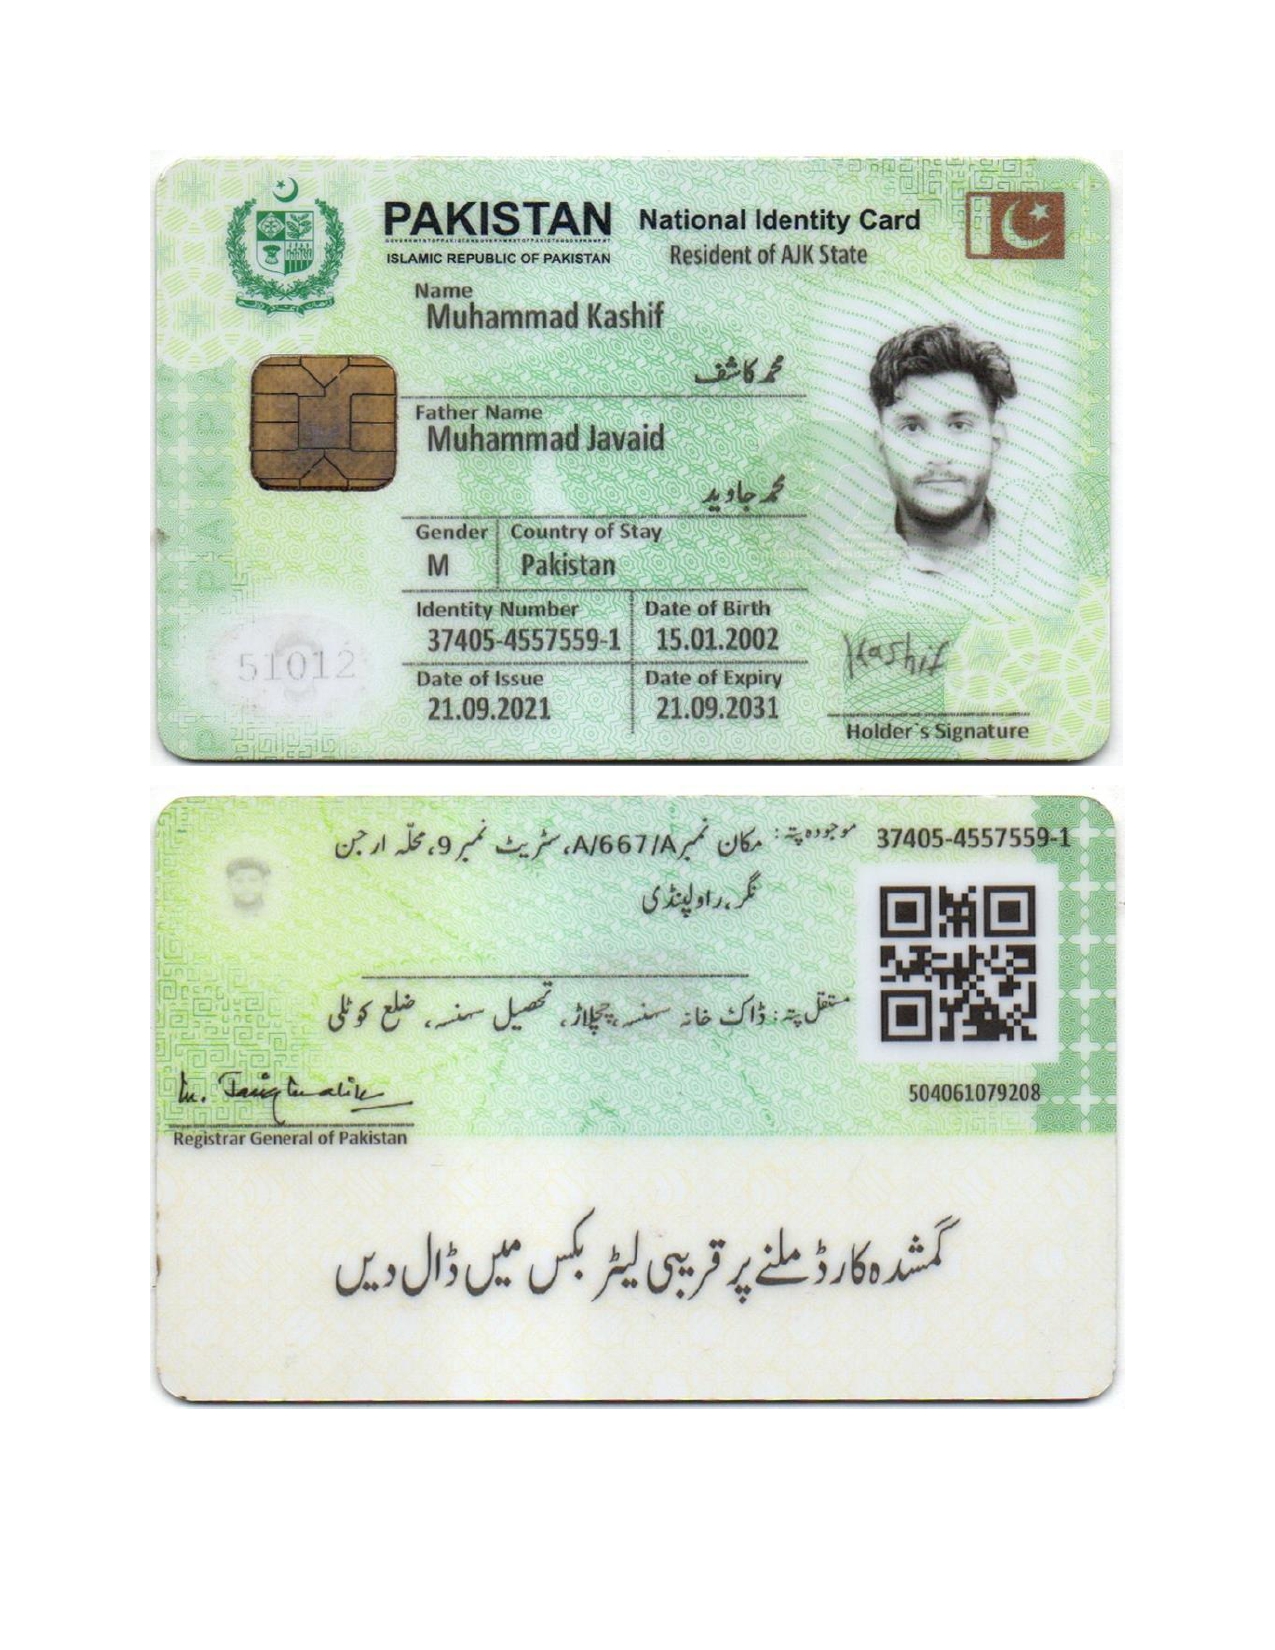 PAKISTAN National Identity Card
ISLAMIC REPUBLIC OF PAKISTAN Resident of AJK State
Name
Muhammad Kashif
محمد کاشف
Father Name
Muhammad Javaid
محمد جاوید
Gender Country of Stay
M Pakistan
Identity Number Date of Birth
37405-4557559-1 15.01.2002
Date of Issue Date of Expiry
21.09.2021 21.09.2031
51012
Kashif
Holder`s Signature
37405-4557559-1
موجودہ پتہ: مکان نمبر A/667/A، سٹریٹ نمبر 9، محلّہ ارجن
نگر، راولپنڈی
مستقل پتہ: ڈاک خانہ سہنسہ، تحصیل سہنسہ، ضلع کوٹلی
504061079208
Registrar General of Pakistan
گمشدہ کارڈ ملنے پر قریبی لیٹر بکس میں ڈال دیں